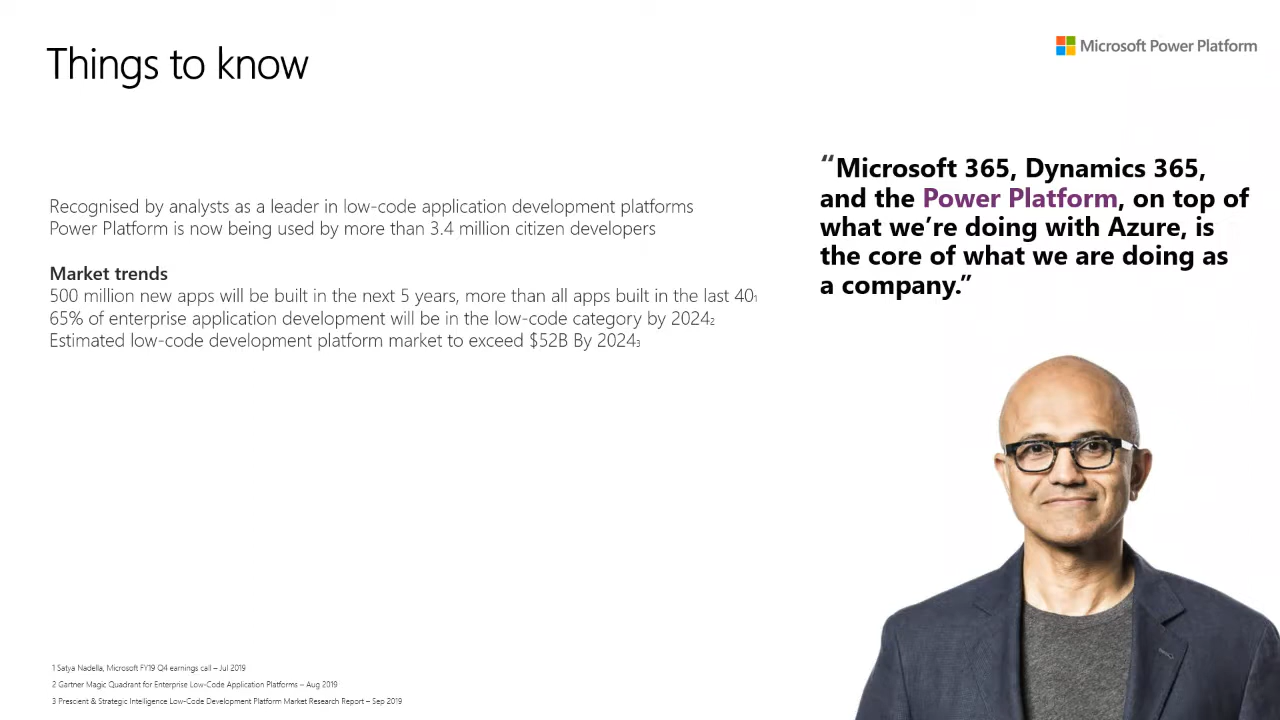 Things to know
Microsoft Power Platform
Recognised by analysts as a leader in low-code application development platforms
Power Platform is now being used by more than 3.4 million citizen developers
Market trends
500 million new apps will be built in the next 5 years, more than all apps built in the last 40₁
65% of enterprise application development will be in the low-code category by 2024₂
Estimated low-code development platform market to exceed $52B By 2024₃
“Microsoft 365, Dynamics 365,
and the Power Platform, on top of
what we’re doing with Azure, is
the core of what we are doing as
a company.”
1 Satya Nadella, Microsoft FY19 Q4 earnings call – Jul 2019
2 Gartner Magic Quadrant for Enterprise Low-Code Application Platforms – Aug 2019
3 Prescient & Strategic Intelligence Low-Code Development Platform Market Research Report – Sep 2019